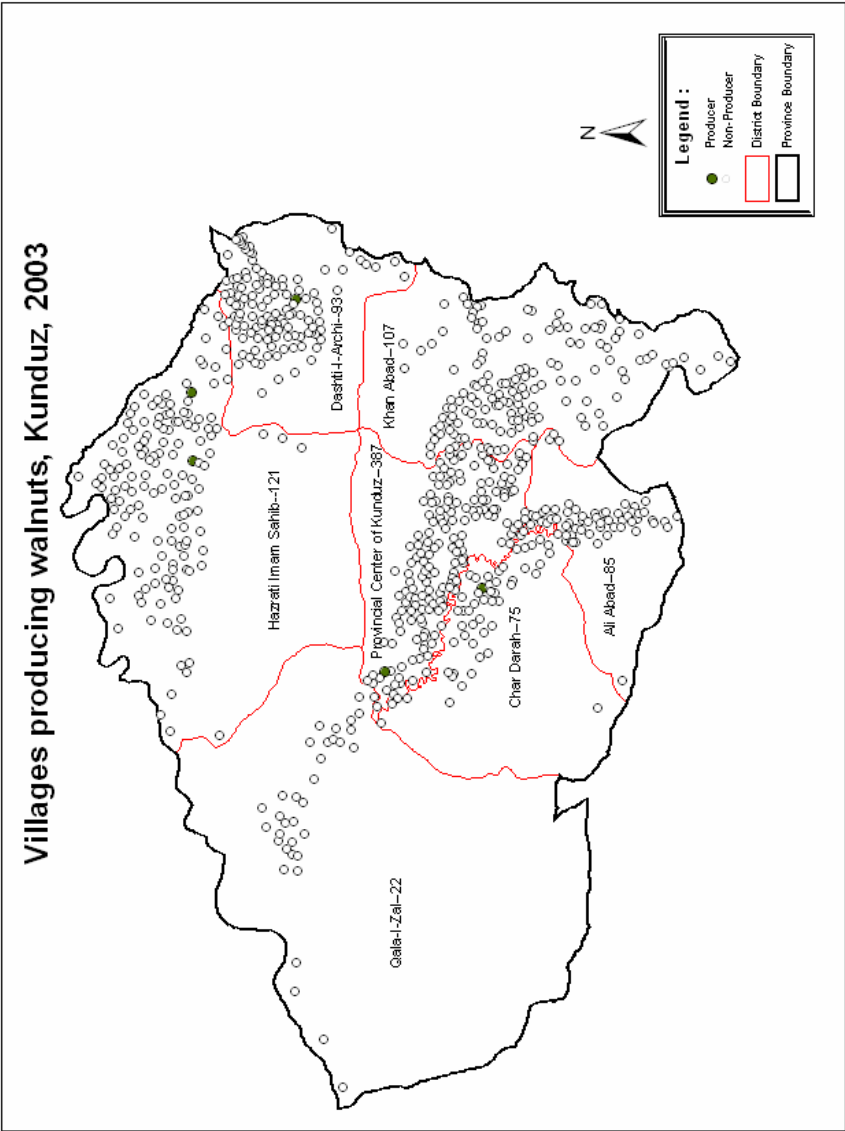 Villages producing walnuts, Kunduz, 2003
Hazrati Imam Sahib--121
Dashti-I-Archi--93
Khan Abad--107
Provincial Center of Kunduz--387
Qala-I-Zal--22
Char Darah--75
Ali Abad--85
N
Legend :
Producer
Non-Producer
District Boundary
Province Boundary